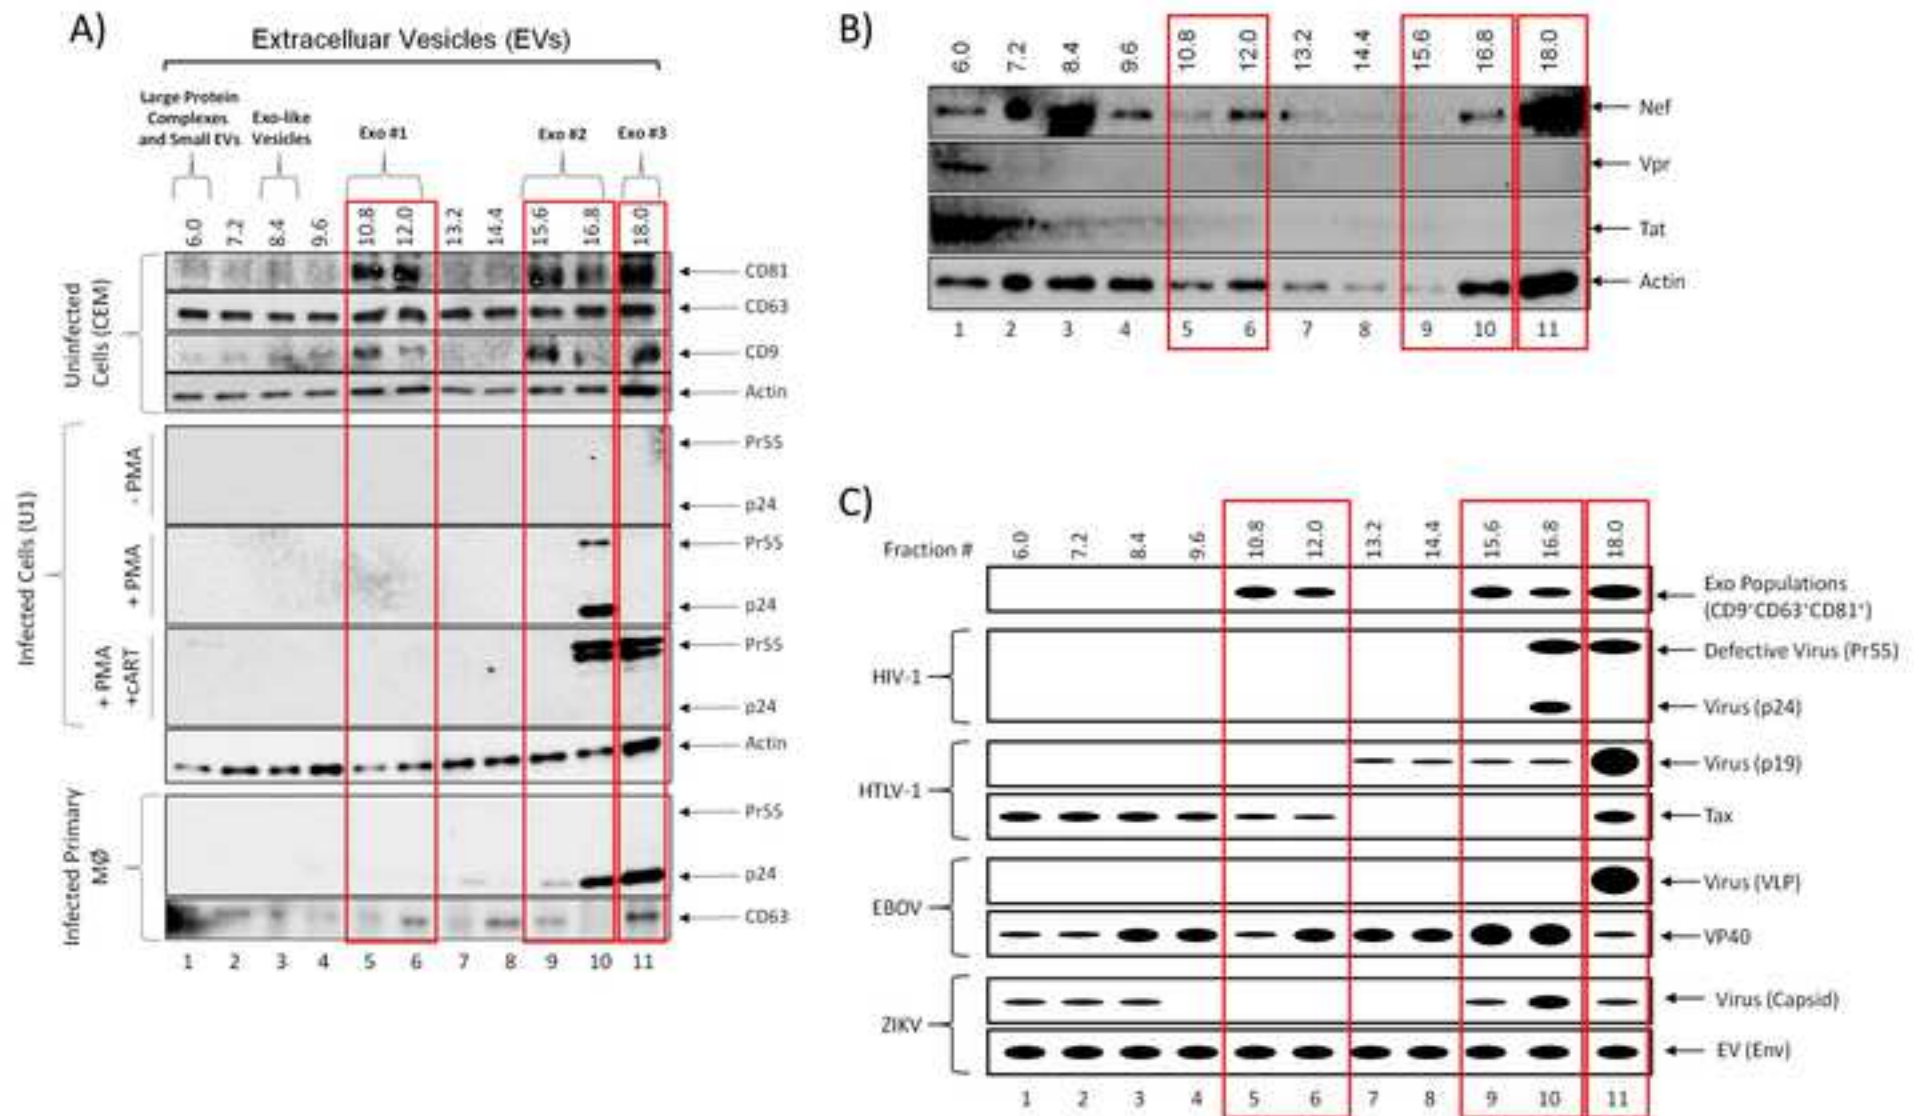 A)
Extracelluar Vesicles (EVs)
Large Protein
Complexes
and Small EVs
Exo-like
Vesicles
Exo #1
Exo #2
Exo #3
6.0 7.2 8.4 9.6 10.8 12.0 13.2 14.4 15.6 16.8 18.0
Uninfected
Cells (CEM)
CD81
CD63
CD9
Actin
Infected Cells (U1)
- PMA
Pr55
p24
+ PMA
Pr55
p24
+ PMA
+cART
Pr55
p24
Actin
Infected Primary
MØ
Pr55
p24
CD63
1 2 3 4 5 6 7 8 9 10 11
B)
6.0 7.2 8.4 9.6 10.8 12.0 13.2 14.4 15.6 16.8 18.0
Nef
Vpr
Tat
Actin
1 2 3 4 5 6 7 8 9 10 11
C)
Fraction # 6.0 7.2 8.4 9.6 10.8 12.0 13.2 14.4 15.6 16.8 18.0
Exo Populations
(CD9⁺CD63⁺CD81⁺)
HIV-1
Defective Virus (Pr55)
Virus (p24)
HTLV-1
Virus (p19)
Tax
EBOV
Virus (VLP)
VP40
ZIKV
Virus (Capsid)
EV (Env)
1 2 3 4 5 6 7 8 9 10 11